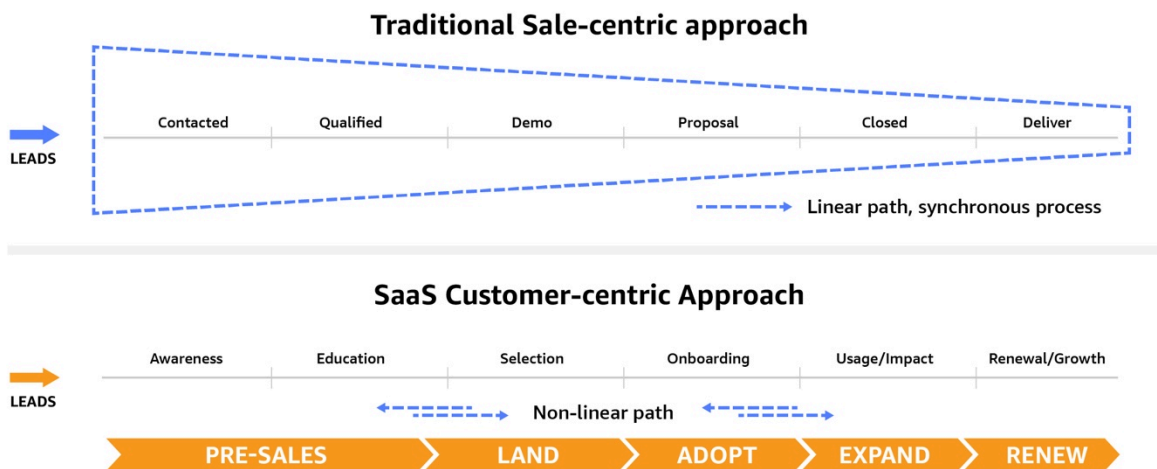 Traditional Sale-centric approach
Contacted Qualified Demo Proposal Closed Deliver
LEADS
Linear path, synchronous process
SaaS Customer-centric Approach
Awareness Education Selection Onboarding Usage/Impact Renewal/Growth
LEADS
Non-linear path
PRE-SALES LAND ADOPT EXPAND RENEW